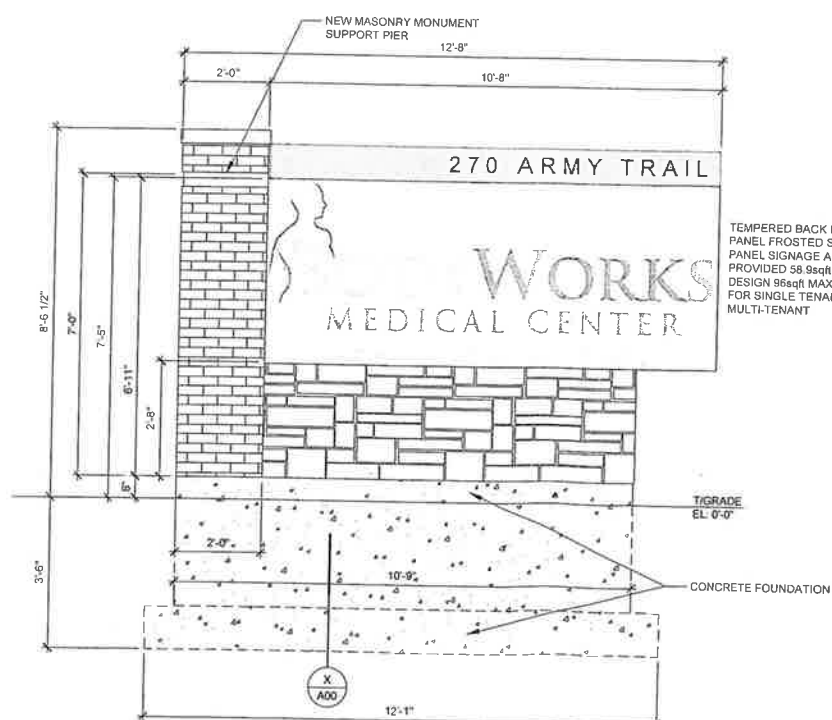 NEW MASONRY MONUMENT
SUPPORT PIER
12'-8"
2'-0"
10'-8"
270 ARMY TRAIL
WORKS
MEDICAL CENTER
TEMPERED BACK
PANEL FROSTED
PANEL SIGNAGE
PROVIDED 58.9sqft
DESIGN 96sqft MAX
FOR SINGLE
MULTI-TENANT
8'-6 1/2"
7'-0"
7'-5"
6'-11"
2'-8"
6"
T/GRADE
EL: 0'-0"
2'-0"
3'-6"
10'-9"
CONCRETE FOUNDATION
X
A00
12'-1"